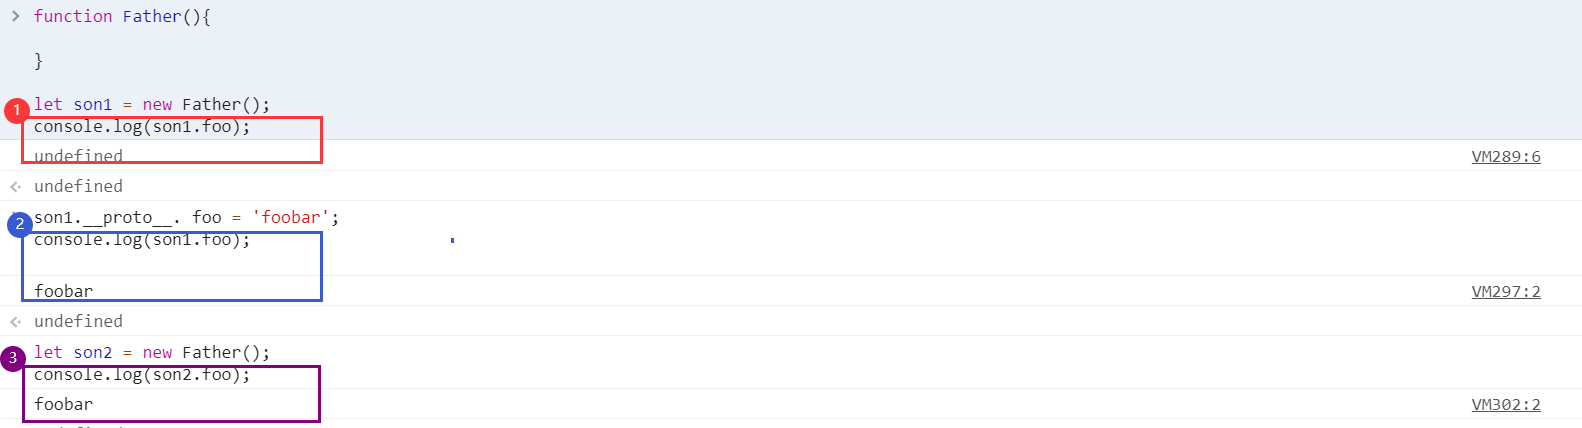 function Father(){
}
let son1 = new Father();
1
console.log(son1.foo);
undefined VM289:6
undefined
son1.__proto__. foo = 'foobar';
2
console.log(son1.foo);
foobar VM297:2
undefined
let son2 = new Father();
3
console.log(son2.foo);
foobar VM302:2